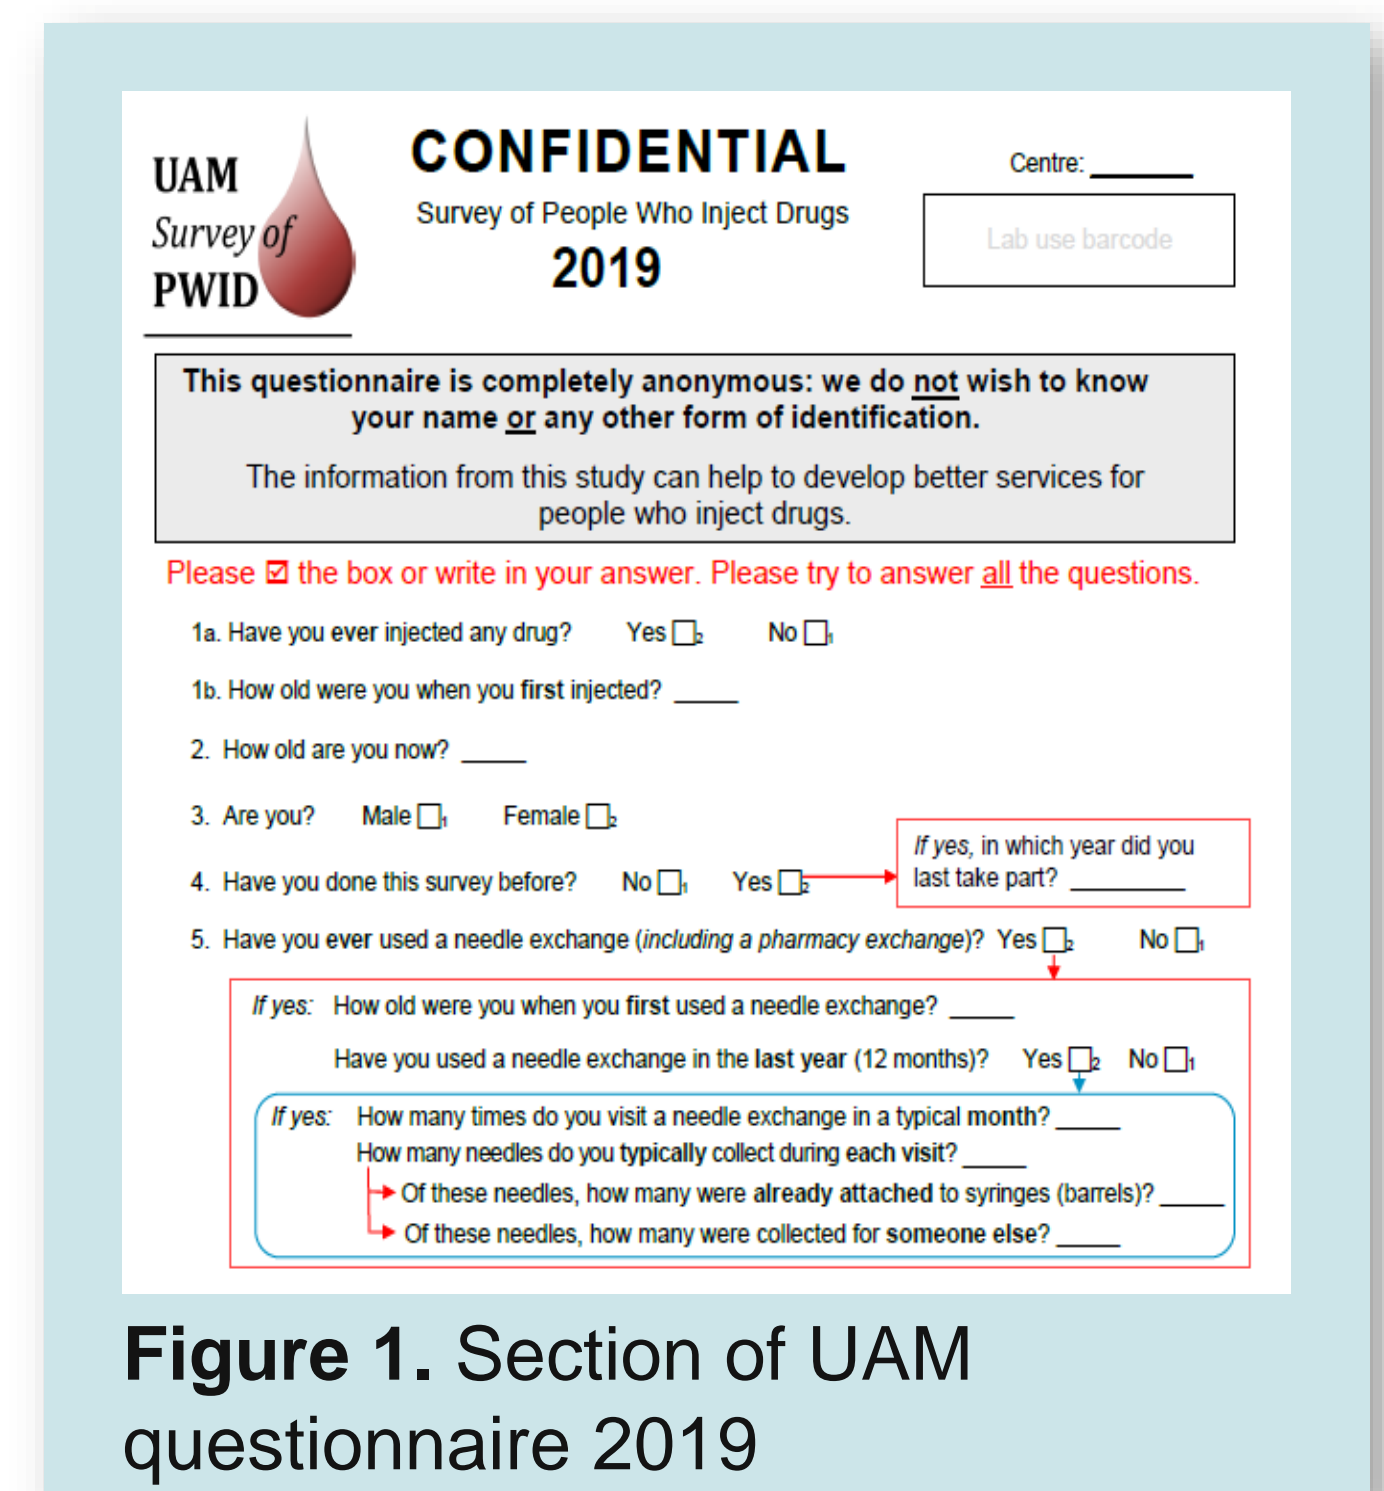 UAM
Survey of
PWID
CONFIDENTIAL
Survey of People Who Inject Drugs
2019
Centre: ______
Lab use barcode
This questionnaire is completely anonymous: we do not wish to know
your name or any other form of identification.
The information from this study can help to develop better services for
people who inject drugs.
Please ☑ the box or write in your answer. Please try to answer all the questions.
1a. Have you ever injected any drug? Yes ☐2 No ☐1
1b. How old were you when you first injected? _____
2. How old are you now? _____
3. Are you? Male ☐1 Female ☐2
4. Have you done this survey before? No ☐1 Yes ☐2
If yes, in which year did you
last take part? _________
5. Have you ever used a needle exchange (including a pharmacy exchange)? Yes ☐2 No ☐1
If yes: How old were you when you first used a needle exchange? _____
Have you used a needle exchange in the last year (12 months)? Yes ☐2 No ☐1
If yes: How many times do you visit a needle exchange in a typical month? _____
How many needles do you typically collect during each visit? _____
Of these needles, how many were already attached to syringes (barrels)? _____
Of these needles, how many were collected for someone else? _____
Figure 1. Section of UAM
questionnaire 2019